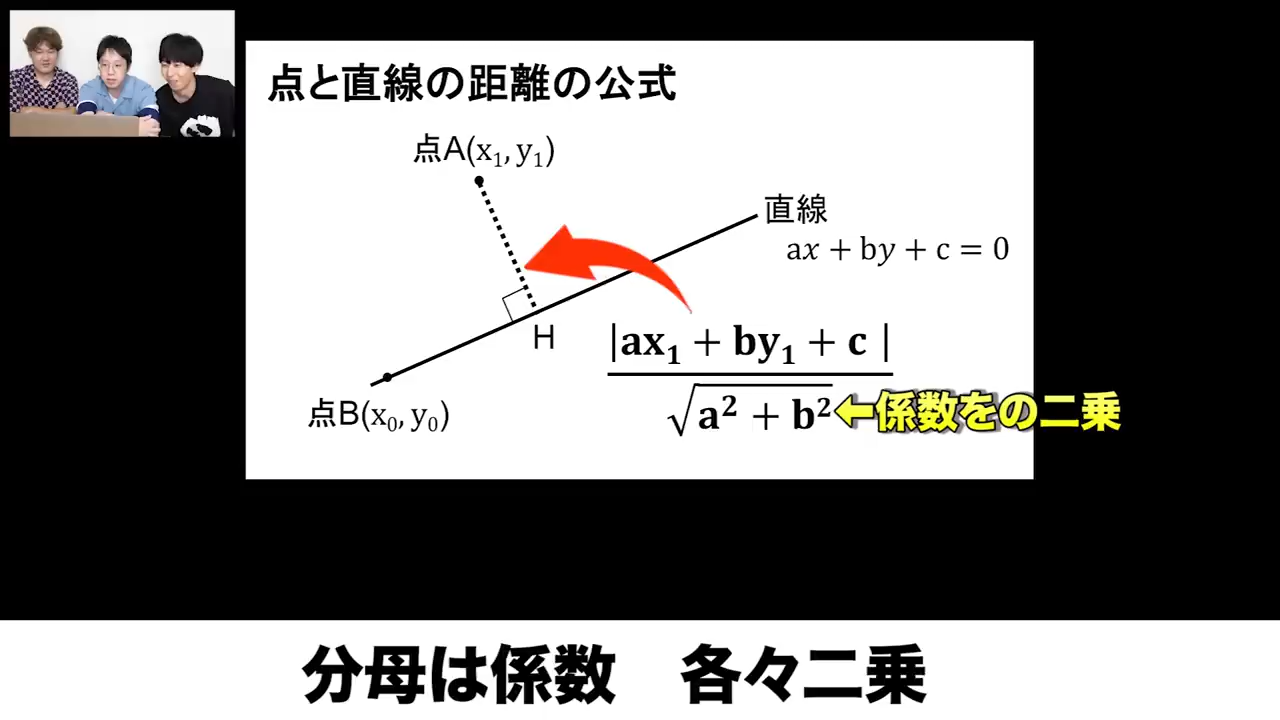 点と直線の距離の公式
点A(x₁, y₁)
直線
ax + by + c = 0
H
|ax₁ + by₁ + c |
√a² + b²
←係数をの二乗
点B(x₀, y₀)
分母は係数　各々二乗